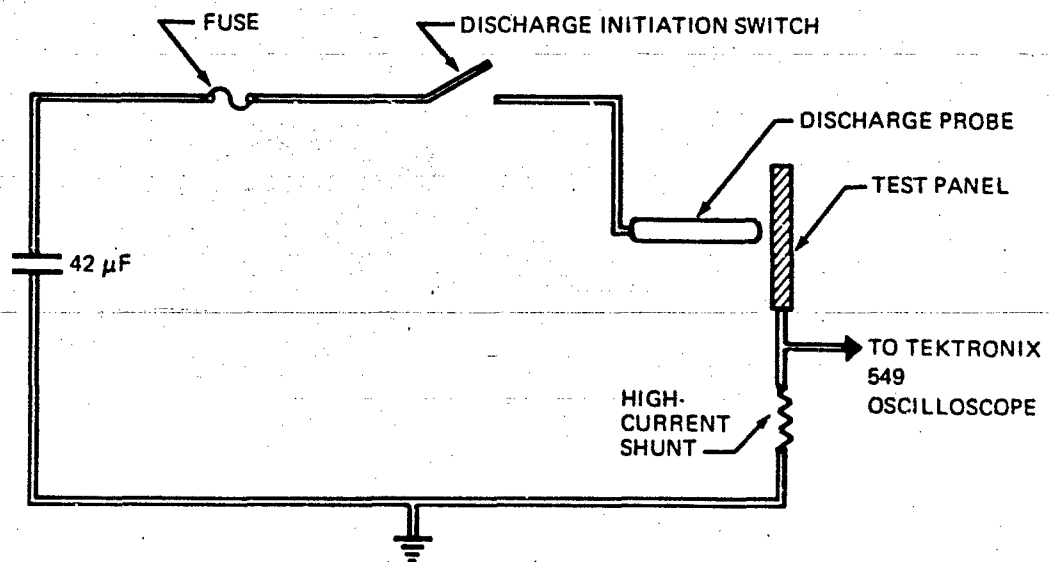 FUSE
DISCHARGE INITIATION SWITCH
DISCHARGE PROBE
TEST PANEL
42 μF
TO TEKTRONIX
549
OSCILLOSCOPE
HIGH-
CURRENT
SHUNT